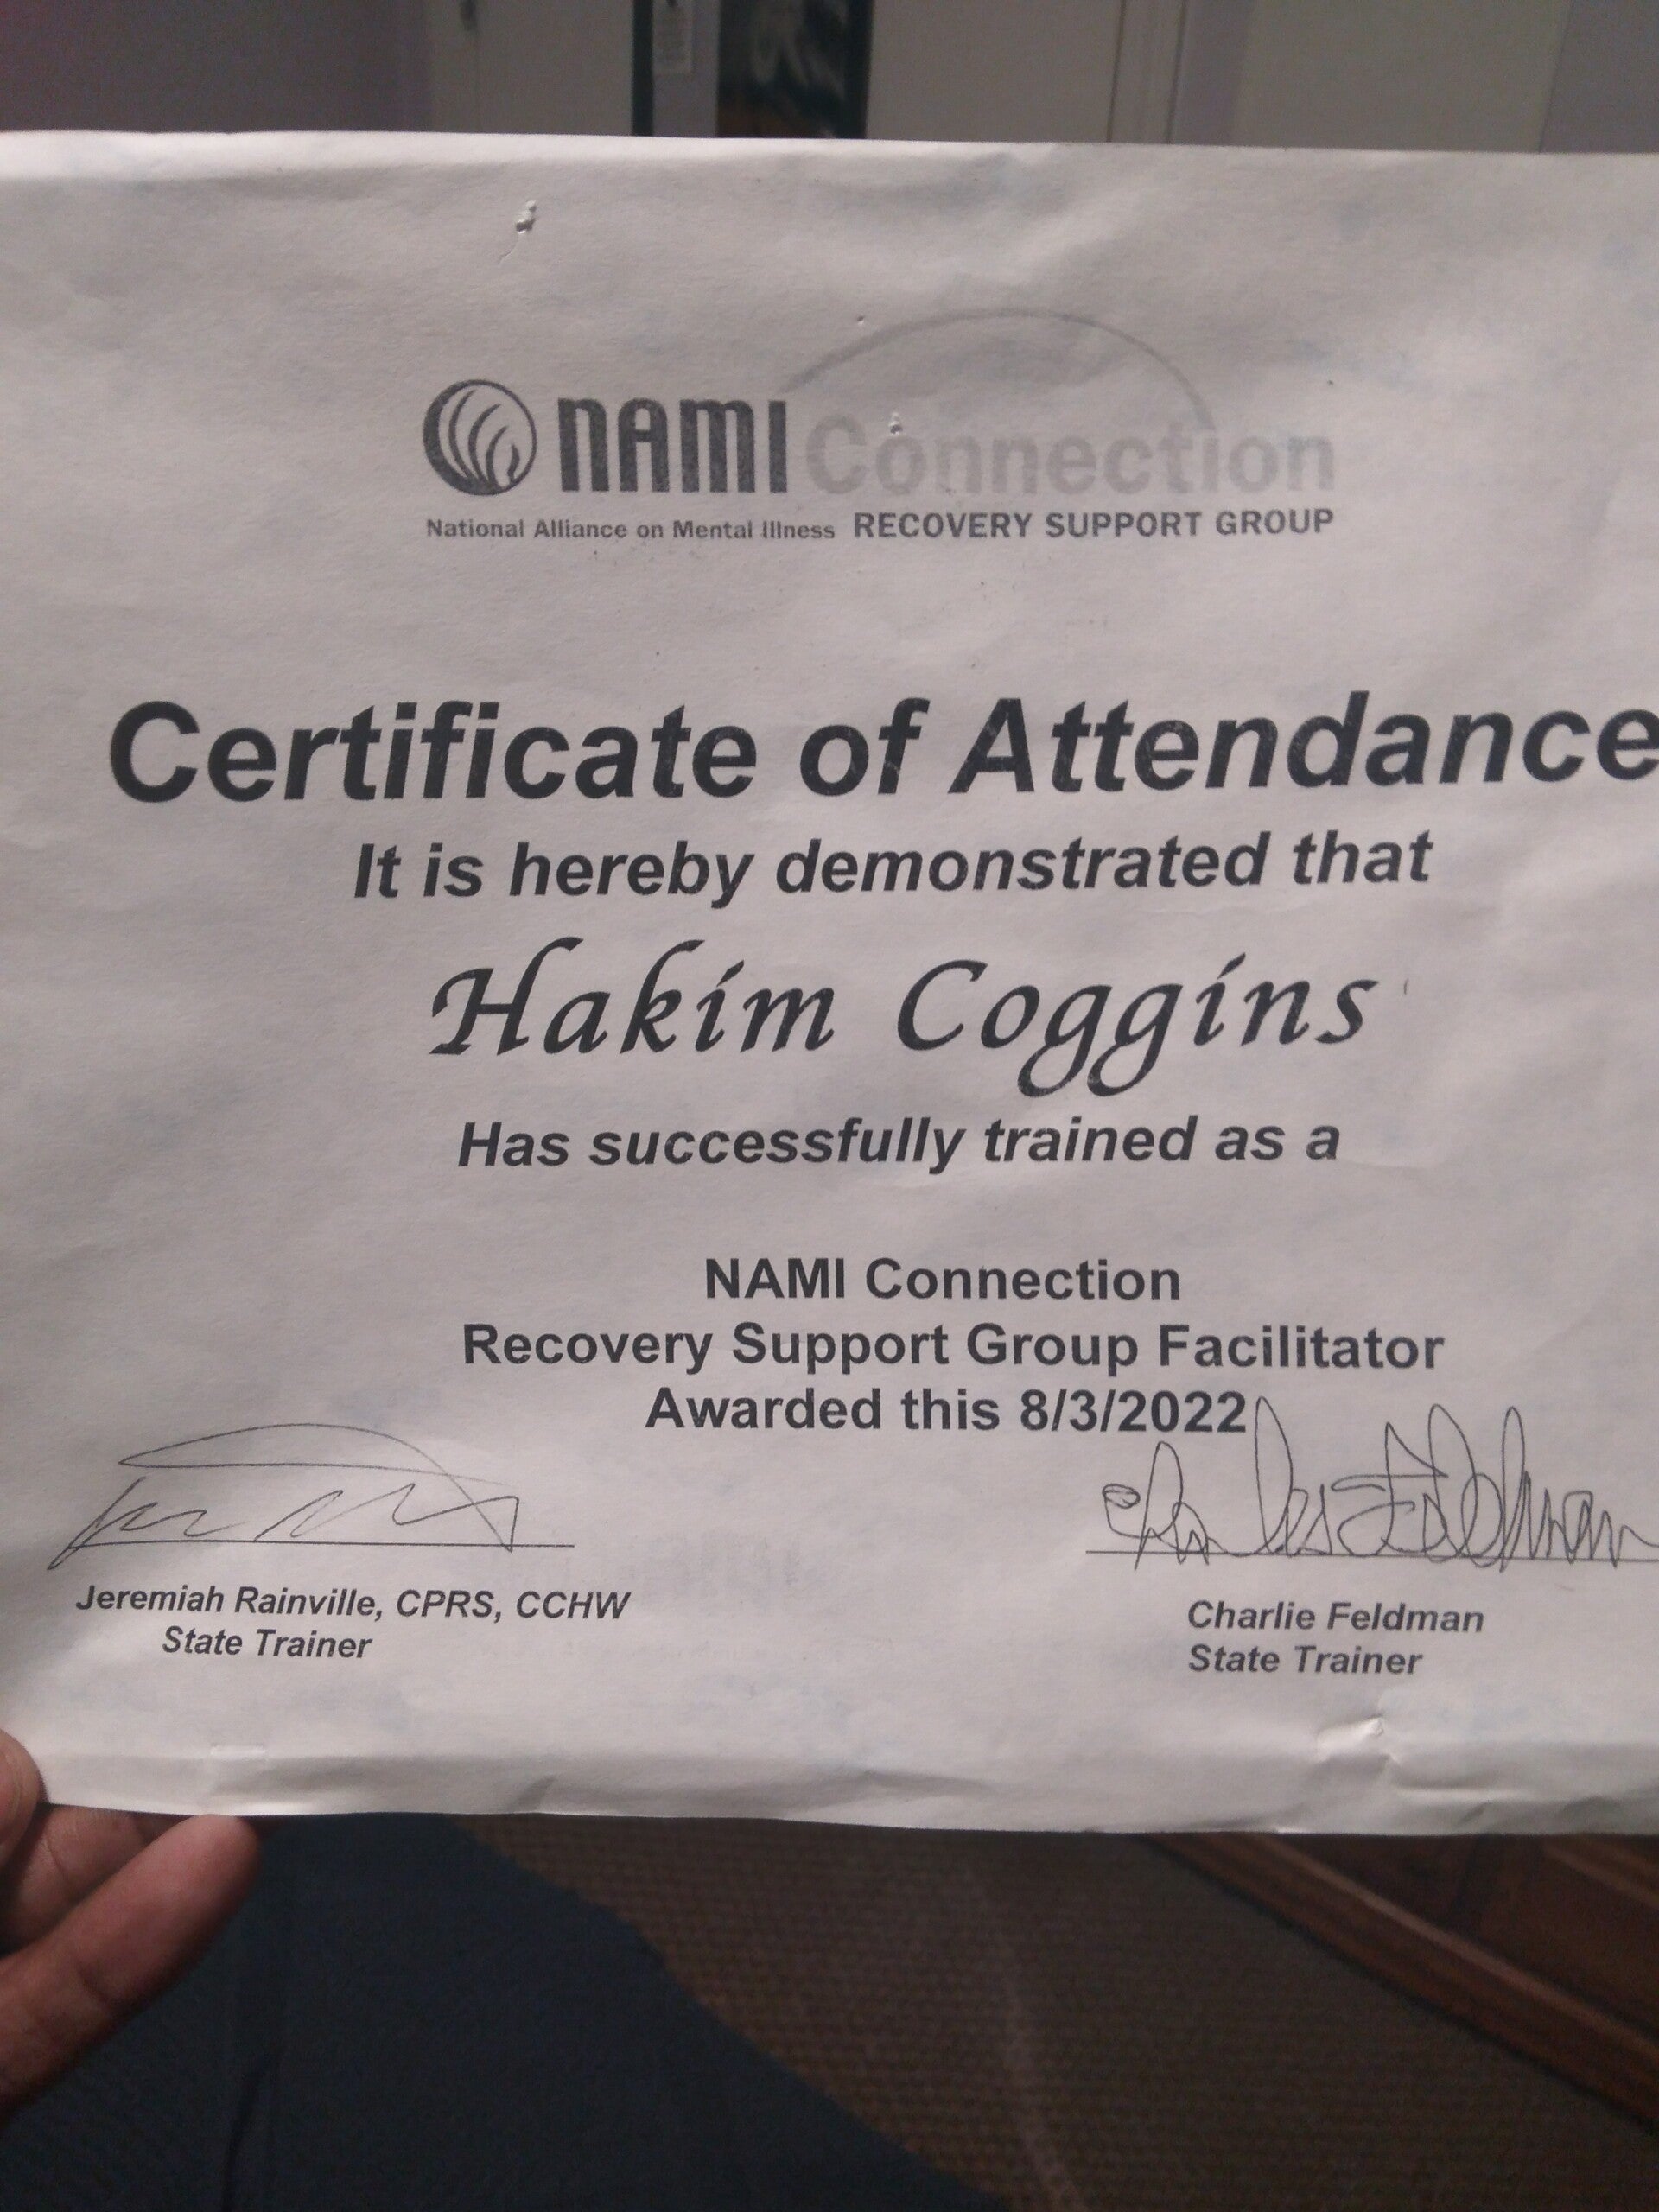 NAMI Connection
National Alliance on Mental Illness RECOVERY SUPPORT GROUP
Certificate of Attendance
It is hereby demonstrated that
Hakim Coggins
Has successfully trained as a
NAMI Connection
Recovery Support Group Facilitator
Awarded this 8/3/2022
Charlie Feldman
Jeremiah Rainville, CPRS, CCHW
State Trainer
Charlie Feldman
State Trainer